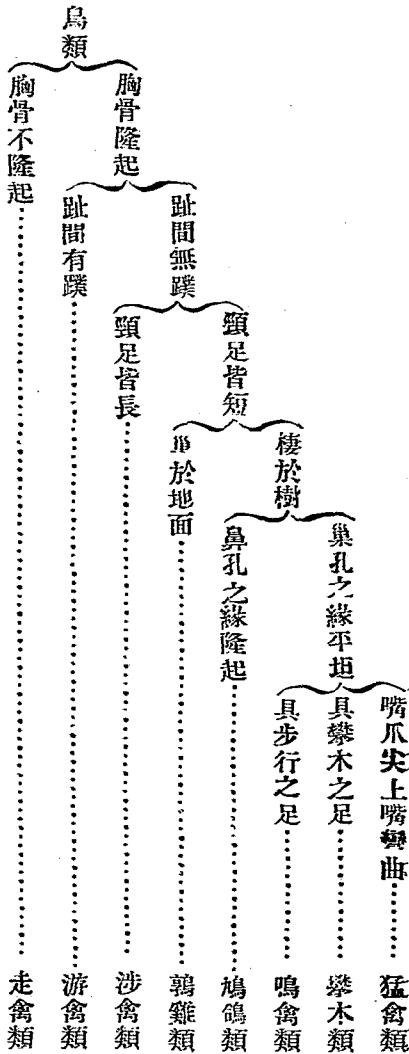 鳥類
胸骨隆起
胸骨不隆起
趾間無蹼
趾間有蹼
頸足皆短
頸足皆長
棲於樹
巢於地面
巢孔之緣平坦
鼻孔之緣隆起
嘴爪尖上嘴彎曲
具攀木之足
具步行之足
猛禽類
攀木類
鳴禽類
鳩鴿類
鶉雞類
涉禽類
游禽類
走禽類